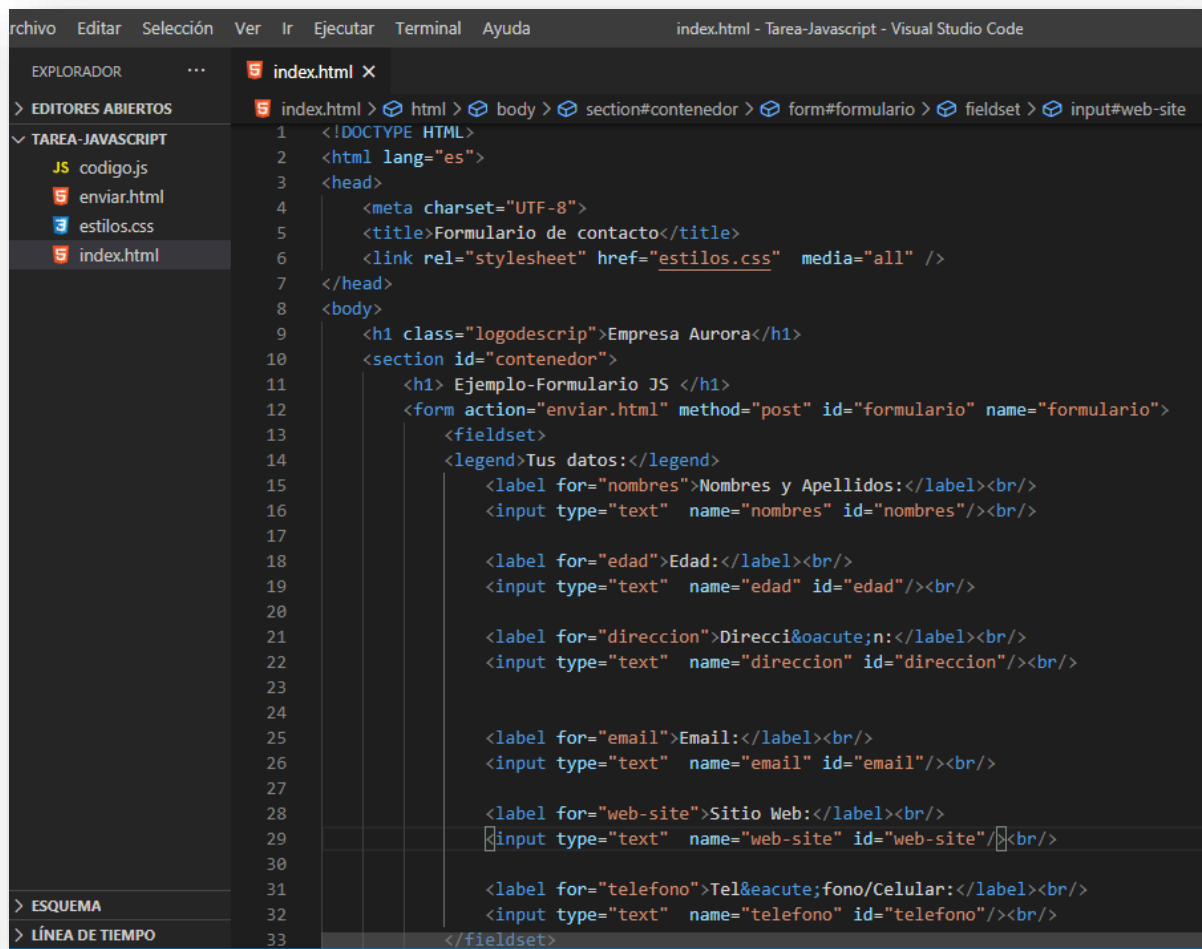 rchivo Editar Selección Ver Ir Ejecutar Terminal Ayuda index.html - Tarea-Javascript - Visual Studio Code
EXPLORADOR ... index.html ×
> EDITORES ABIERTOS
index.html > html > body > section#contenedor > form#formulario > fieldset > input#web-site
TAREA-JAVASCRIPT
JS codigo.js
enviar.html
estilos.css
index.html
1 <!DOCTYPE HTML>
2 <html lang="es">
3 <head>
4 <meta charset="UTF-8">
5 <title>Formulario de contacto</title>
6 <link rel="stylesheet" href="estilos.css"  media="all" />
7 </head>
8 <body>
9 <h1 class="logodescrip">Empresa Aurora</h1>
10 <section id="contenedor">
11 <h1> Ejemplo-Formulario JS </h1>
12 <form action="enviar.html" method="post" id="formulario" name="formulario">
13 <fieldset>
14 <legend>Tus datos:</legend>
15 <label for="nombres">Nombres y Apellidos:</label><br/>
16 <input type="text"  name="nombres" id="nombres"/><br/>
17
18 <label for="edad">Edad:</label><br/>
19 <input type="text"  name="edad" id="edad"/><br/>
20
21 <label for="direccion">Direcci&oacute;n:</label><br/>
22 <input type="text"  name="direccion" id="direccion"/><br/>
23
24
25 <label for="email">Email:</label><br/>
26 <input type="text"  name="email" id="email"/><br/>
27
28 <label for="web-site">Sitio Web:</label><br/>
29 <input type="text"  name="web-site" id="web-site"/><br/>
30
31 <label for="telefono">Tel&eacute;fono/Celular:</label><br/>
32 <input type="text"  name="telefono" id="telefono"/><br/>
33 </fieldset>
> ESQUEMA
> LÍNEA DE TIEMPO